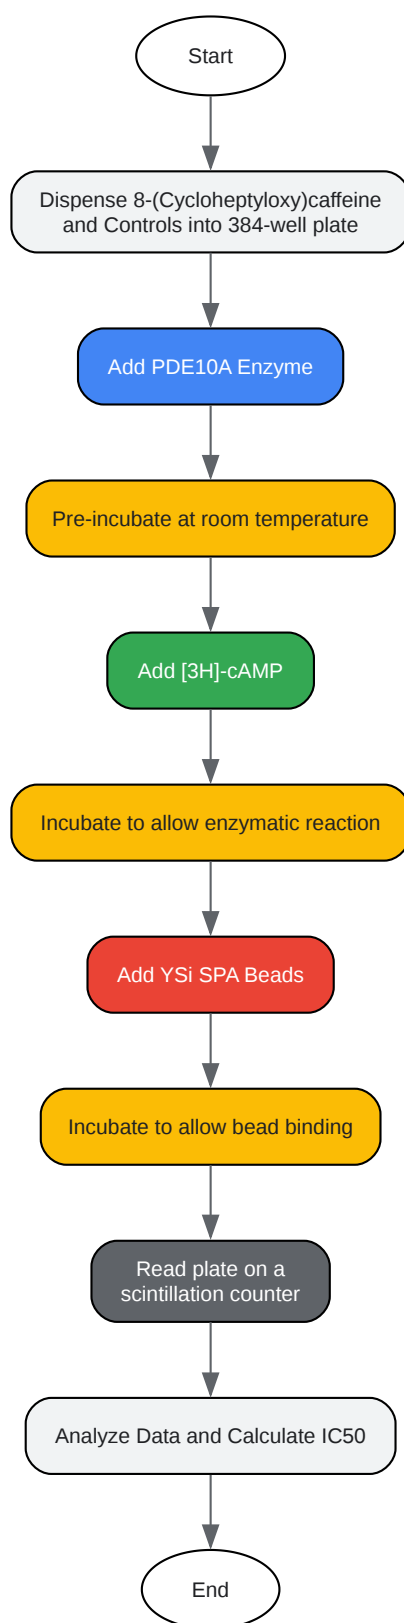 Start
Dispense 8-(Cycloheptyloxy)caffeine
and Controls into 384-well plate
Add PDE10A Enzyme
Pre-incubate at room temperature
Add [3H]-cAMP
Incubate to allow enzymatic reaction
Add YSi SPA Beads
Incubate to allow bead binding
Read plate on a
scintillation counter
Analyze Data and Calculate IC50
End